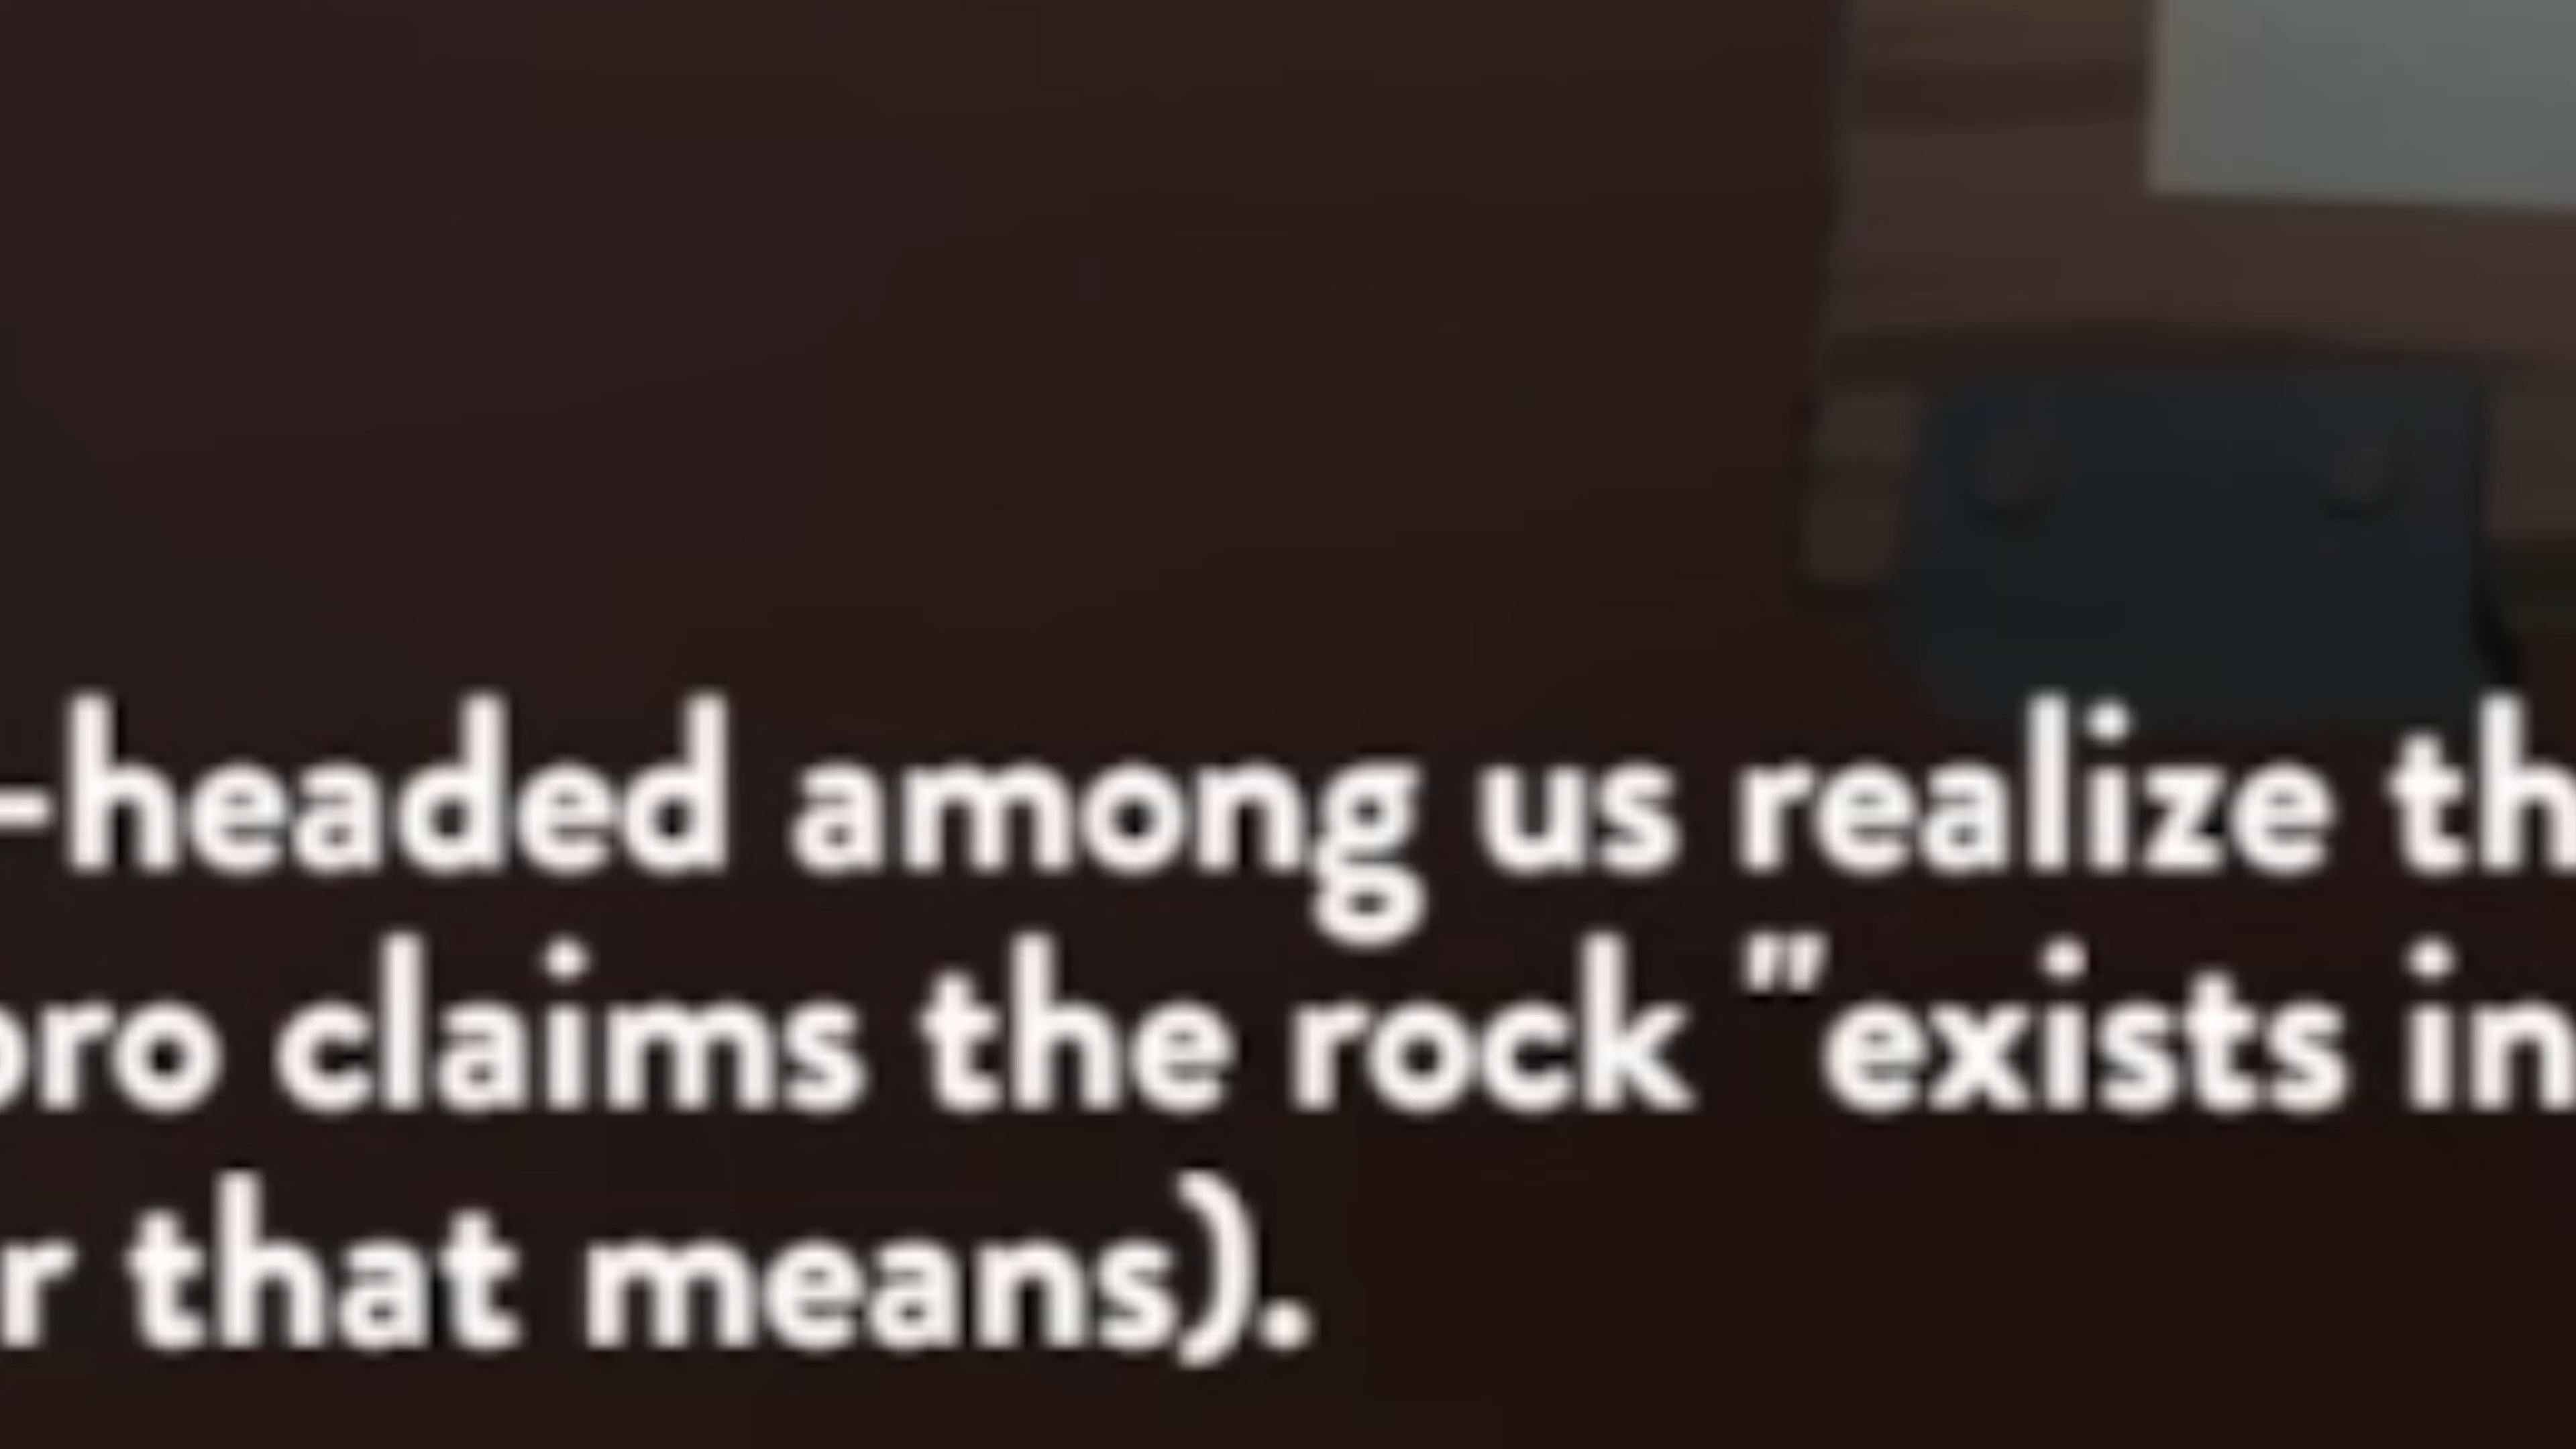 -headed among us realize th
oro claims the rock "exists in
r that means).